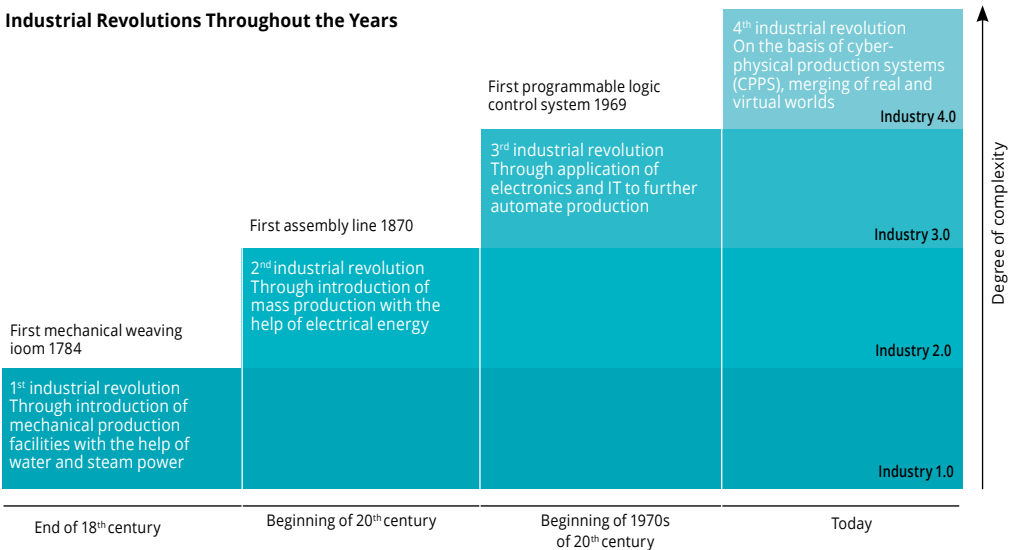 Industrial Revolutions Throughout the Years
4th industrial revolution
On the basis of cyber-
physical production systems
(CPPS), merging of real and
virtual worlds
Industry 4.0
First programmable logic
control system 1969
3rd industrial revolution
Through application of
electronics and IT to further
automate production
Industry 3.0
First assembly line 1870
2nd industrial revolution
Through introduction of
mass production with the
help of electrical energy
Industry 2.0
First mechanical weaving
ioom 1784
1st industrial revolution
Through introduction of
mechanical production
facilities with the help of
water and steam power
Industry 1.0
Degree of complexity
End of 18th century
Beginning of 20th century
Beginning of 1970s
of 20th century
Today